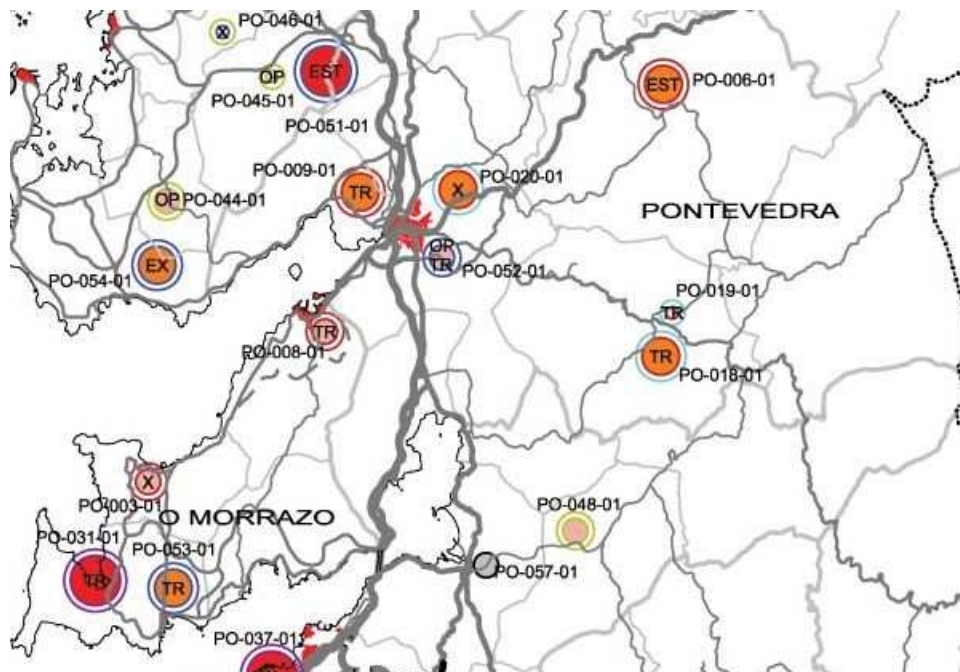 PO-046-01
X
EST
OP
PO-045-01
PO-051-01
EST
PO-006-01
PO-009-01
TR
X
PO-020-01
OP
PO-044-01
PONTEVEDRA
OP
TR
PO-052-01
EX
PO-054-01
PO-019-01
TR
TR
PO-008-01
TR
PO-018-01
X
PO-003-01
O MORRAZO
PO-048-01
PO-031-01
PO-053-01
TR
TR
PO-057-01
PO-037-01